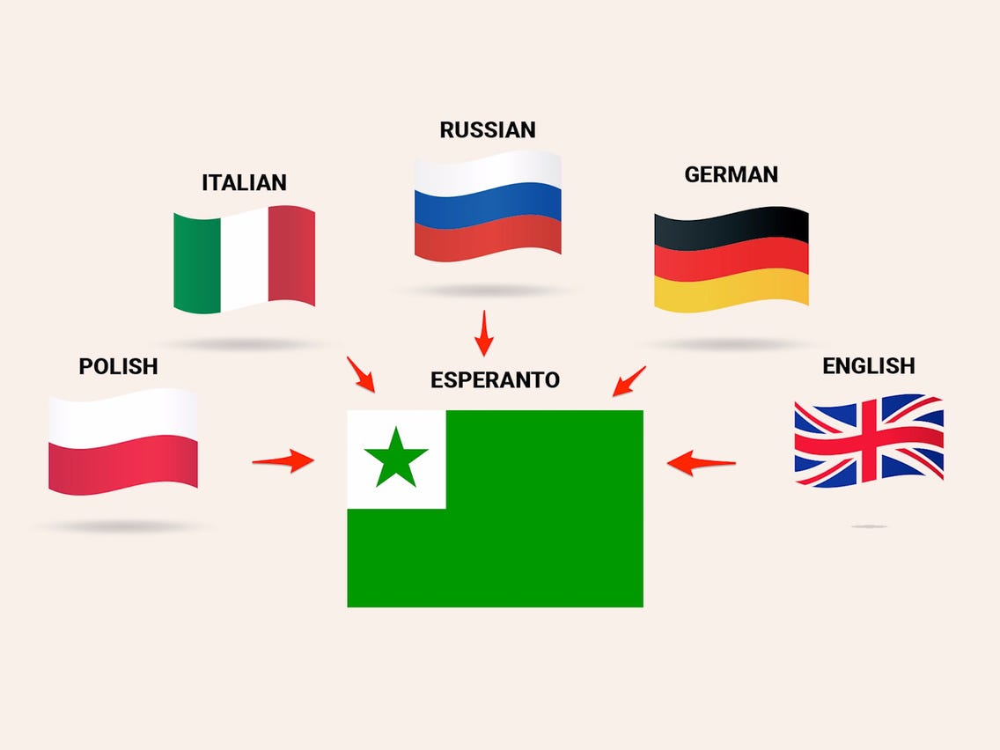 RUSSIAN
ITALIAN
GERMAN
POLISH
ESPERANTO
ENGLISH